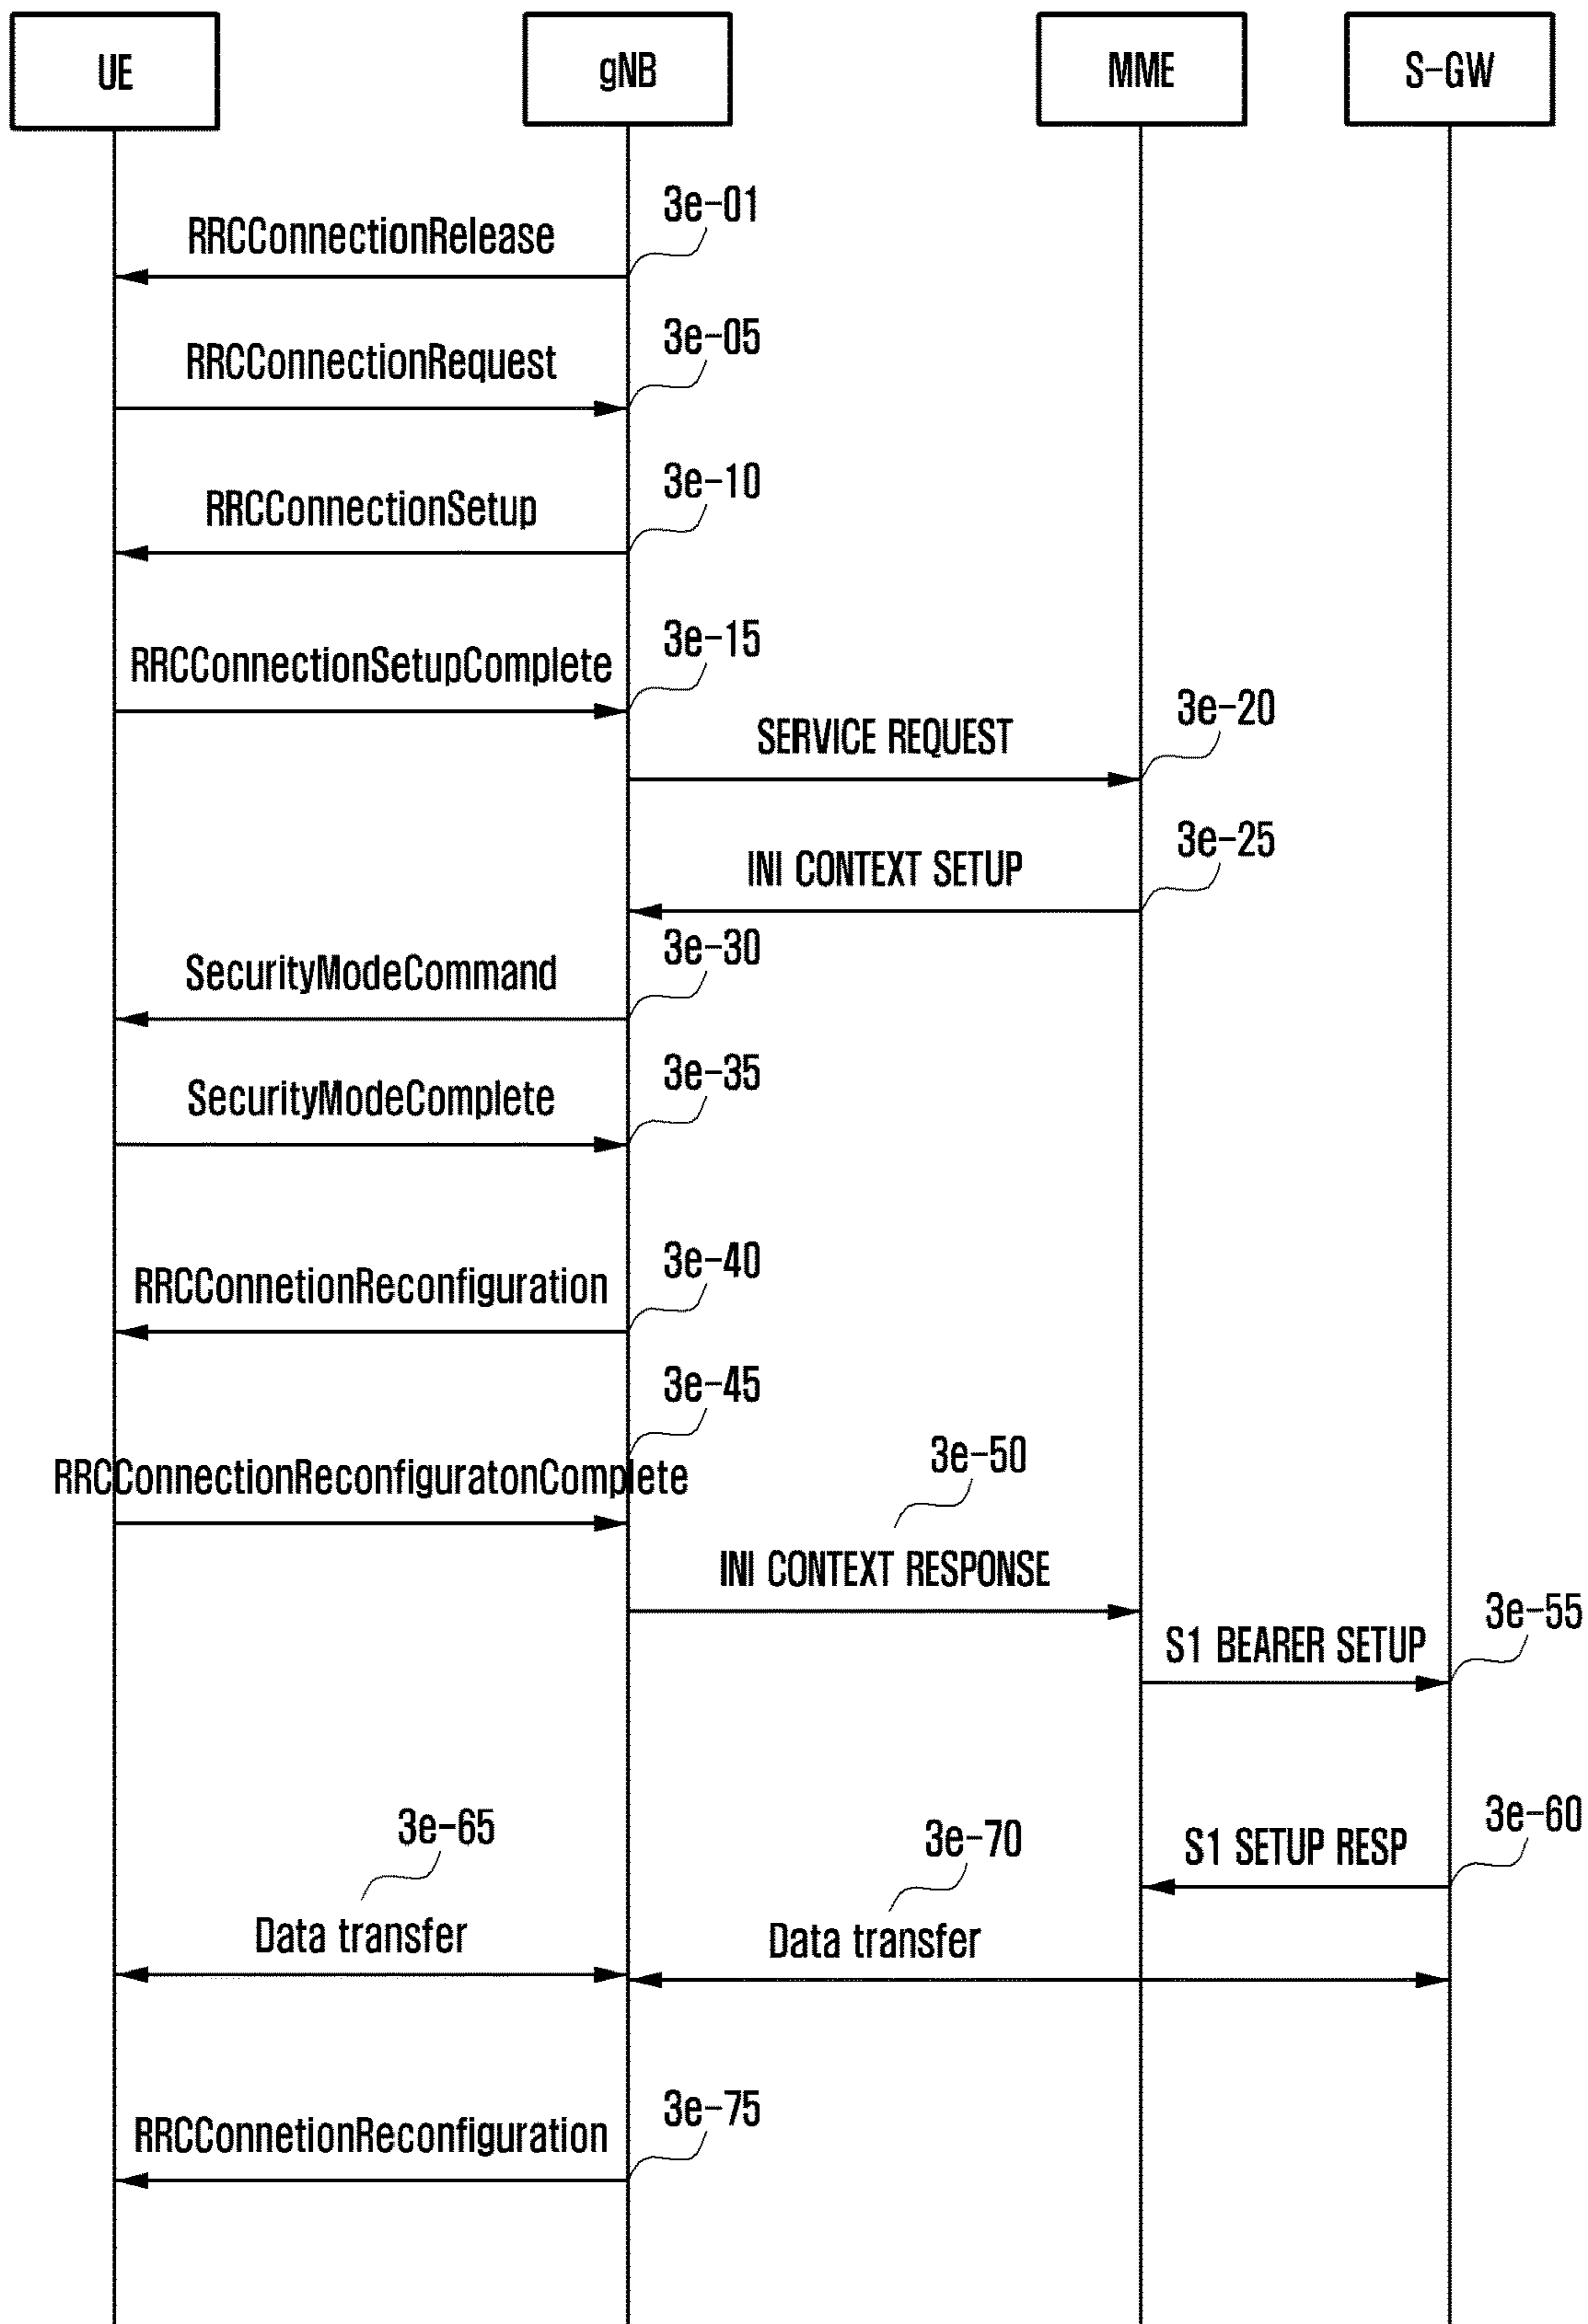 UE
gNB
MME
S-GW
3e-01
RRCConnectionRelease
3e-05
RRCConnectionRequest
3e-10
RRCConnectionSetup
3e-15
RRCConnectionSetupComplete
3e-20
SERVICE REQUEST
3e-25
INI CONTEXT SETUP
3e-30
SecurityModeCommand
3e-35
SecurityModeComplete
3e-40
RRCConnetionReconfiguration
3e-45
RRCConnectionReconfiguratonComplete
3e-50
INI CONTEXT RESPONSE
3e-55
S1 BEARER SETUP
3e-60
S1 SETUP RESP
3e-65
Data transfer
3e-70
Data transfer
3e-75
RRCConnetionReconfiguration